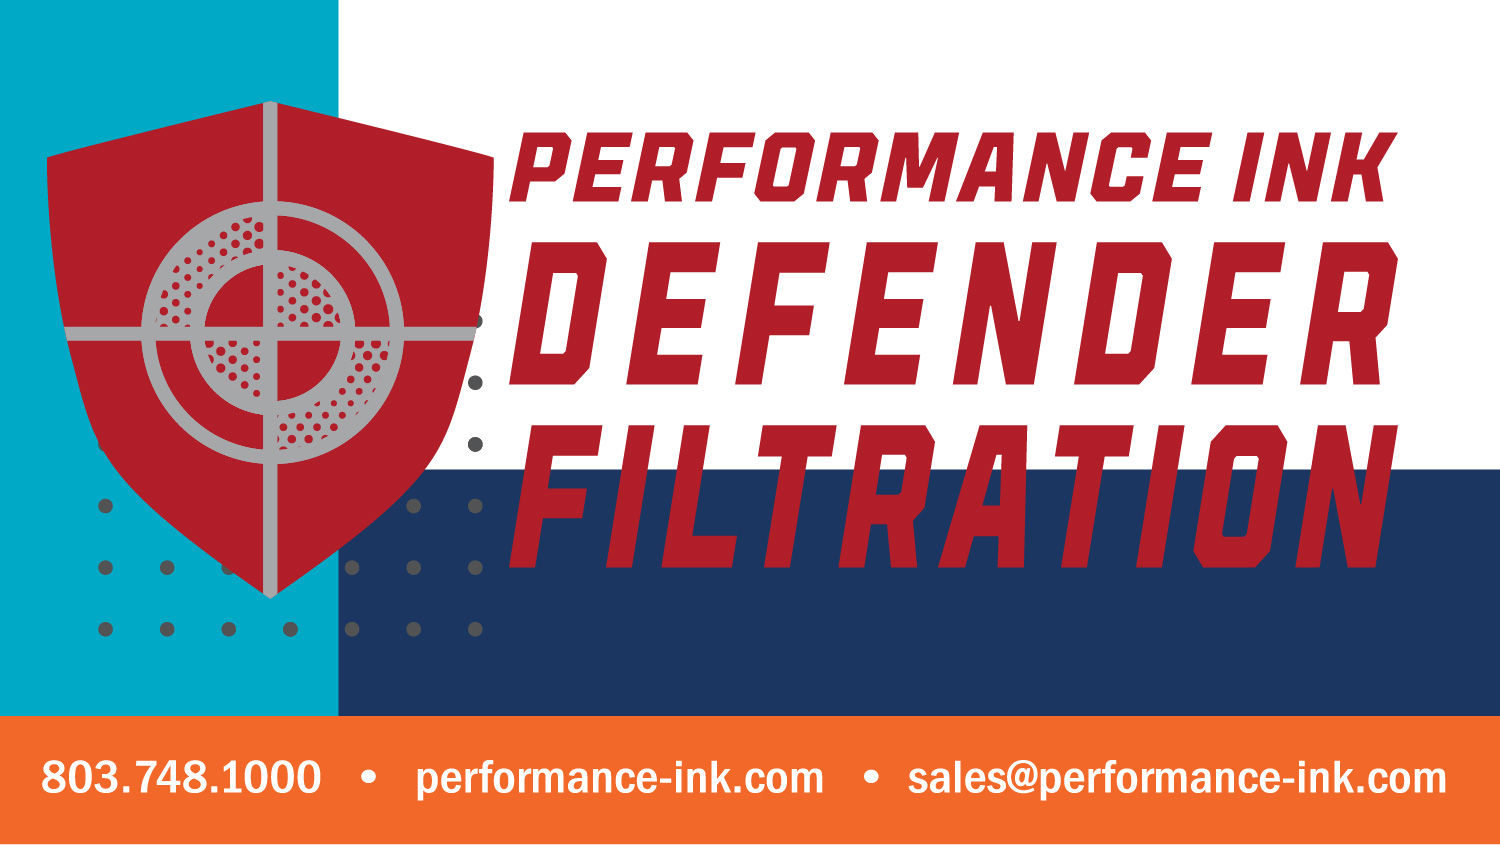 PERFORMANCE INK
DEFENDER
FILTRATION
803.748.1000 • performance-ink.com • sales@performance-ink.com